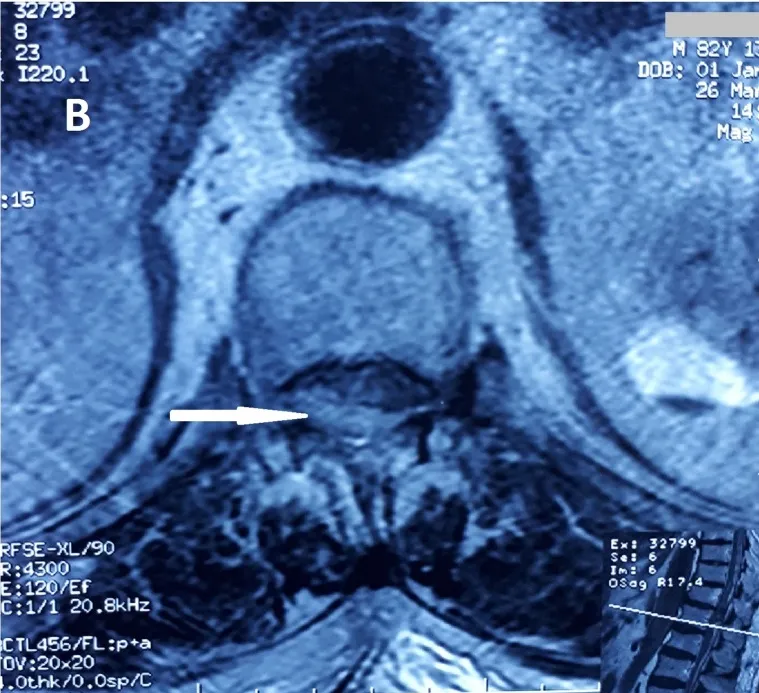 32799
8
23
I220.1
B
:15
M 82Y
DOB: 01 Jan
26 Mar
14:
Mag
RFSE-XL/90
R:4300
E:120/Ef
C:1/1 20.8kHz
CTL456/FL:p+a
OV:20x20
.0thk/0.0sp/C
Ex: 32799
Se: 6
Im: 6
OSag R17.4